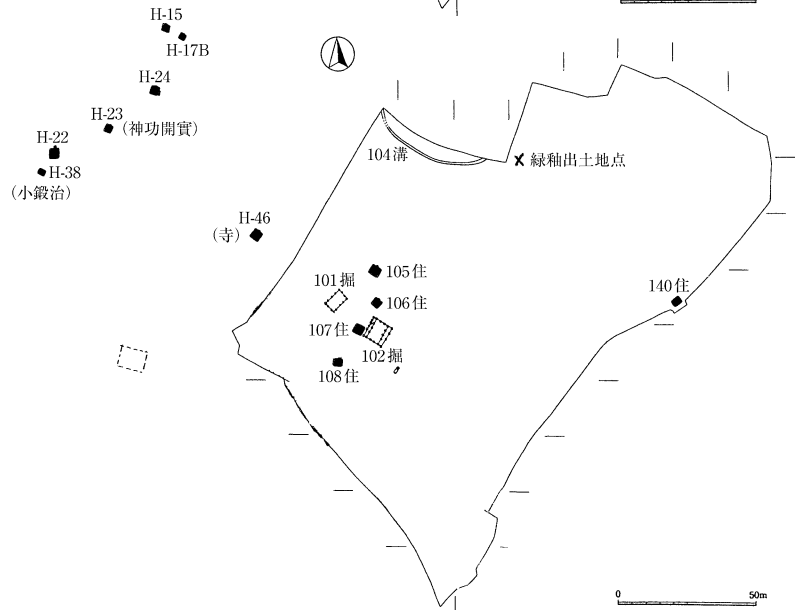 H-15
H-17B
H-24
H-23
(神功開寳)
H-22
H-38
(小鍛治)
104溝
緑釉出土地点
H-46
(寺)
105住
101掘
106住
140住
107住
102掘
108住
0 50m